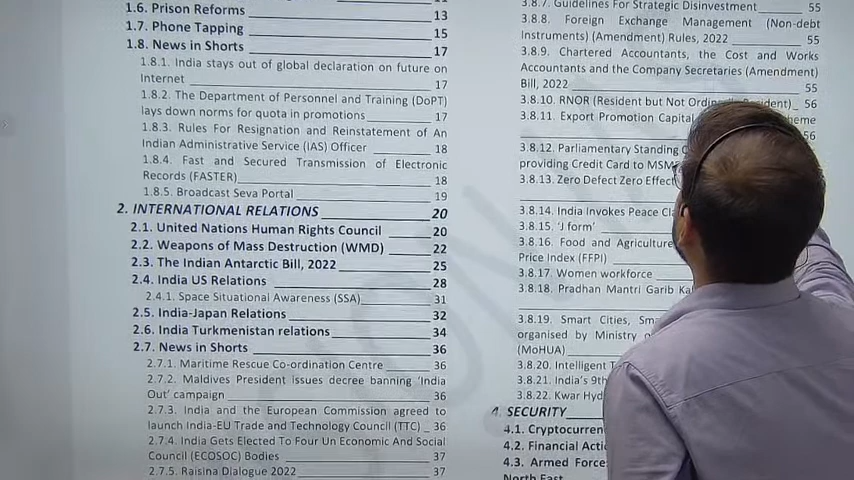 1.6. Prison Reforms 13
1.7. Phone Tapping 15
1.8. News in Shorts 17
1.8.1. India stays out of global declaration on future on
Internet 17
1.8.2. The Department of Personnel and Training (DoPT)
lays down norms for quota in promotions 17
1.8.3. Rules For Resignation and Reinstatement of An
Indian Administrative Service (IAS) Officer 18
1.8.4. Fast and Secured Transmission of Electronic
Records (FASTER) 18
1.8.5. Broadcast Seva Portal 19
2. INTERNATIONAL RELATIONS 20
2.1. United Nations Human Rights Council 20
2.2. Weapons of Mass Destruction (WMD) 22
2.3. The Indian Antarctic Bill, 2022 25
2.4. India US Relations 28
2.4.1. Space Situational Awareness (SSA) 31
2.5. India-Japan Relations 32
2.6. India Turkmenistan relations 34
2.7. News in Shorts 36
2.7.1. Maritime Rescue Co-ordination Centre 36
2.7.2. Maldives President issues decree banning 'India
Out' campaign 36
2.7.3. India and the European Commission agreed to
launch India-EU Trade and Technology Council (TTC) 36
2.7.4. India Gets Elected To Four Un Economic And Social
Council (ECOSOC) Bodies 37
2.7.5. Raisina Dialogue 2022 37
3.8.7. Guidelines For Strategic Disinvestment 55
3.8.8. Foreign Exchange Management (Non-debt
Instruments) (Amendment) Rules, 2022 55
3.8.9. Chartered Accountants, the Cost and Works
Accountants and the Company Secretaries (Amendment)
Bill, 2022 55
3.8.10. RNOR (Resident but Not Ordinarily Resident) 56
3.8.11. Export Promotion Capital
56
3.8.12. Parliamentary Standing
providing Credit Card to
3.8.13. Zero Defect Zero Effect
3.8.14. India Invokes Peace
3.8.15. 'J form'
3.8.16. Food and Agriculture
Price Index (FFPI)
3.8.17. Women workforce
3.8.18. Pradhan Mantri Garib
3.8.19. Smart Cities,
organised by Ministry
(MoHUA)
3.8.20. Intelligent
3.8.21. India's
3.8.22. Kwar
4. SECURITY
4.1.
4.2. Financial
4.3. Armed
North East